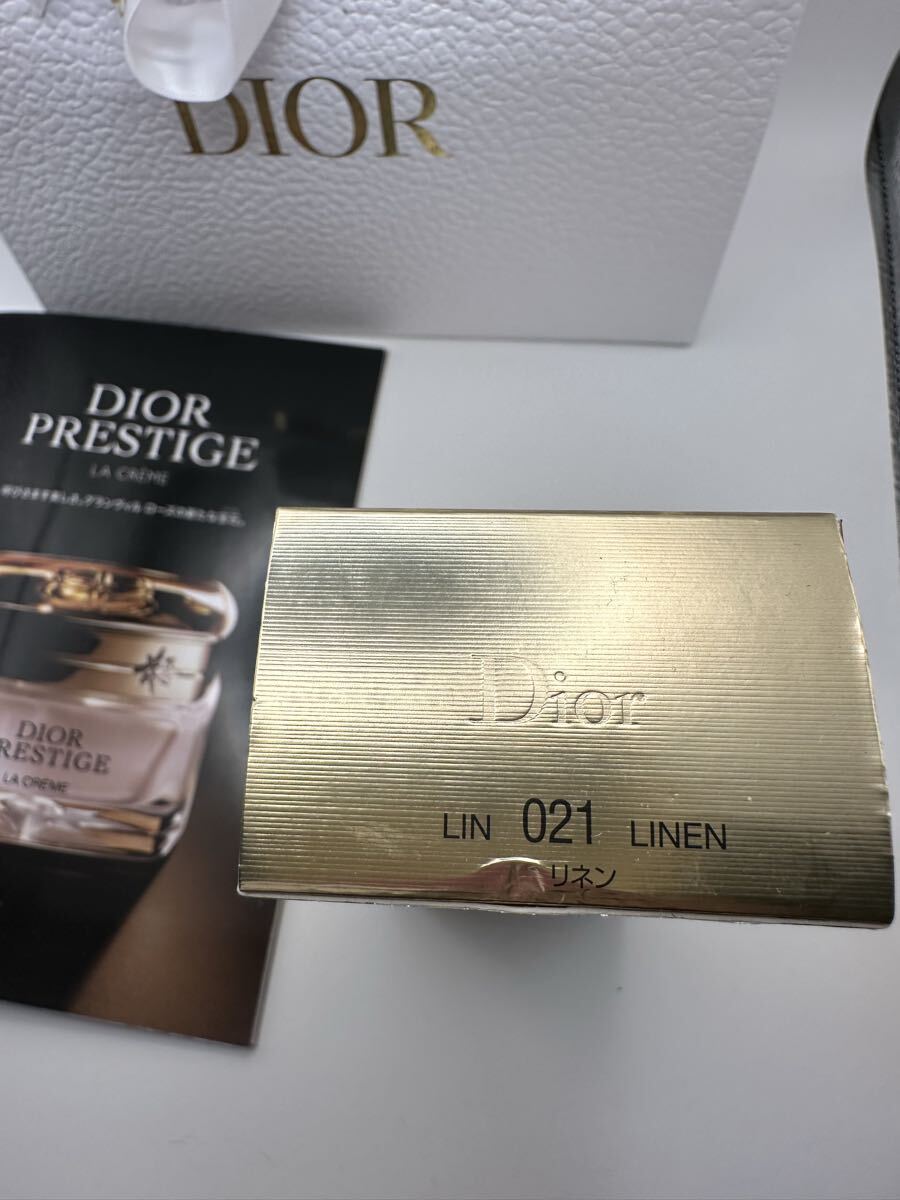 DIOR
DIOR
PRESTIGE
LA CRÈME
DIOR
PRESTIGE
LA CRÈME
Dior
LIN 021 LINEN
リネン